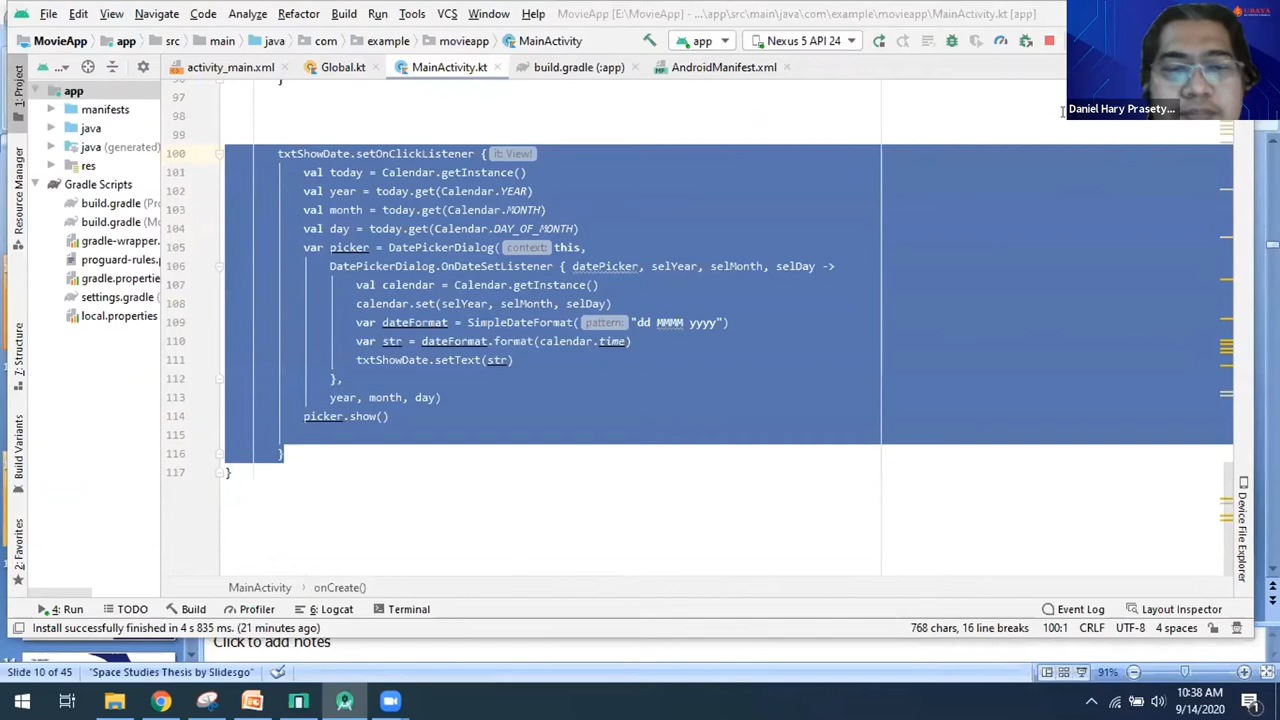 File Edit View Navigate Code Analyze Refactor Build Run Tools VCS Window Help MovieApp [E:\MovieApp] - ...\app\src\main\java\com\example\movieapp\MainActivity.kt [app]
UBAYA
MovieApp app src main java com example movieapp MainActivity app Nexus 5 API 24
... activity_main.xml Global.kt MainActivity.kt build.gradle (:app) AndroidManifest.xml
Daniel Hary Prasety...
1: Project
Resource Manager
7: Structure
Build Variants
2: Favorites
app
manifests
java
java (generated)
res
Gradle Scripts
build.gradle (Pro
build.gradle (Mo
gradle-wrapper.
proguard-rules.p
gradle.properties
settings.gradle
local.properties
96 }
97
98
99
100 txtShowDate.setOnClickListener { it: View!
101 val today = Calendar.getInstance()
102 val year = today.get(Calendar.YEAR)
103 val month = today.get(Calendar.MONTH)
104 val day = today.get(Calendar.DAY_OF_MONTH)
105 var picker = DatePickerDialog( context: this,
106 DatePickerDialog.OnDateSetListener { datePicker, selYear, selMonth, selDay ->
107 val calendar = Calendar.getInstance()
108 calendar.set(selYear, selMonth, selDay)
109 var dateFormat = SimpleDateFormat( pattern: "dd MMMM yyyy")
110 var str = dateFormat.format(calendar.time)
111 txtShowDate.setText(str)
112 },
113 year, month, day)
114 picker.show()
115
116 }
117 }
Device File Explorer
MainActivity onCreate()
4: Run TODO Build Profiler 6: Logcat Terminal Event Log Layout Inspector
Install successfully finished in 4 s 835 ms. (21 minutes ago) 768 chars, 16 line breaks 100:1 CRLF UTF-8 4 spaces
Click to add notes
Slide 10 of 45 "Space Studies Thesis by Slidesgo" 91%
10:38 AM
9/14/2020